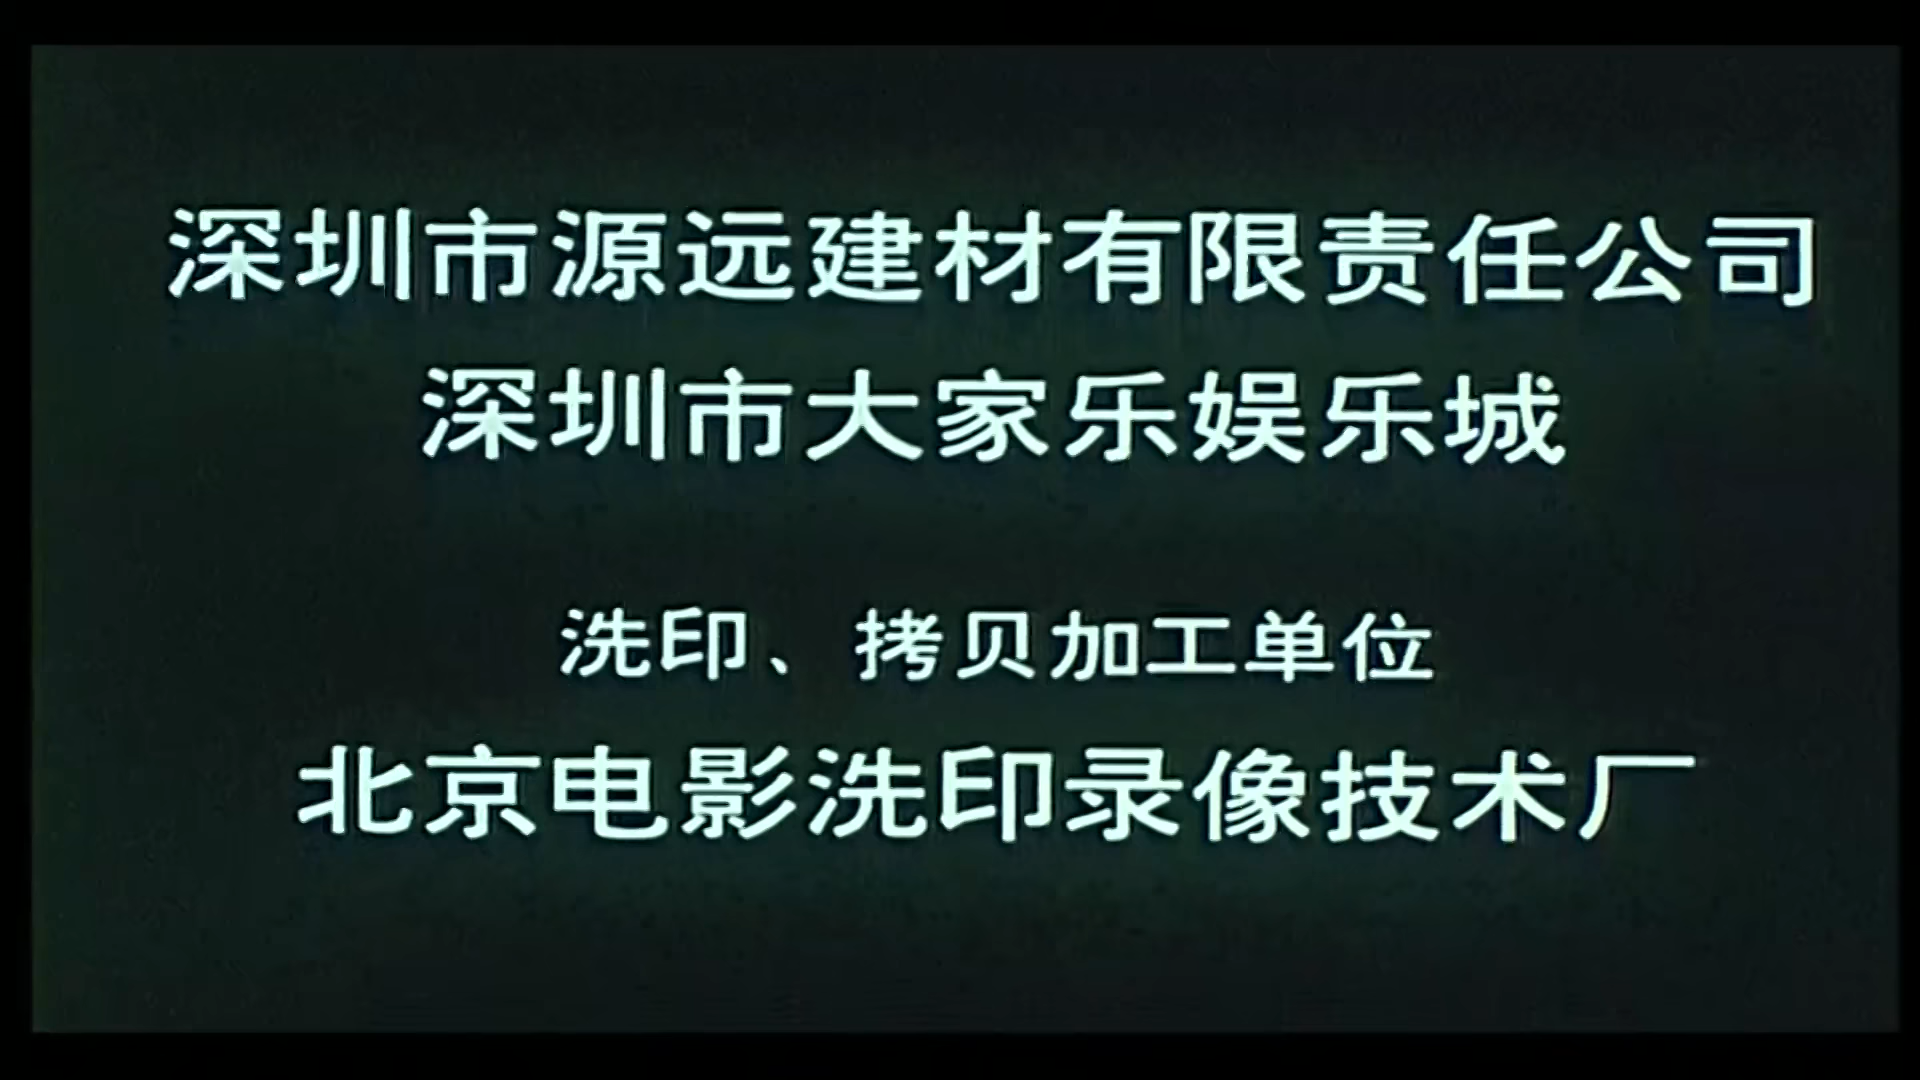 深圳市源远建材有限责任公司
深圳市大家乐娱乐城
洗印、拷贝加工单位
北京电影洗印录像技术厂